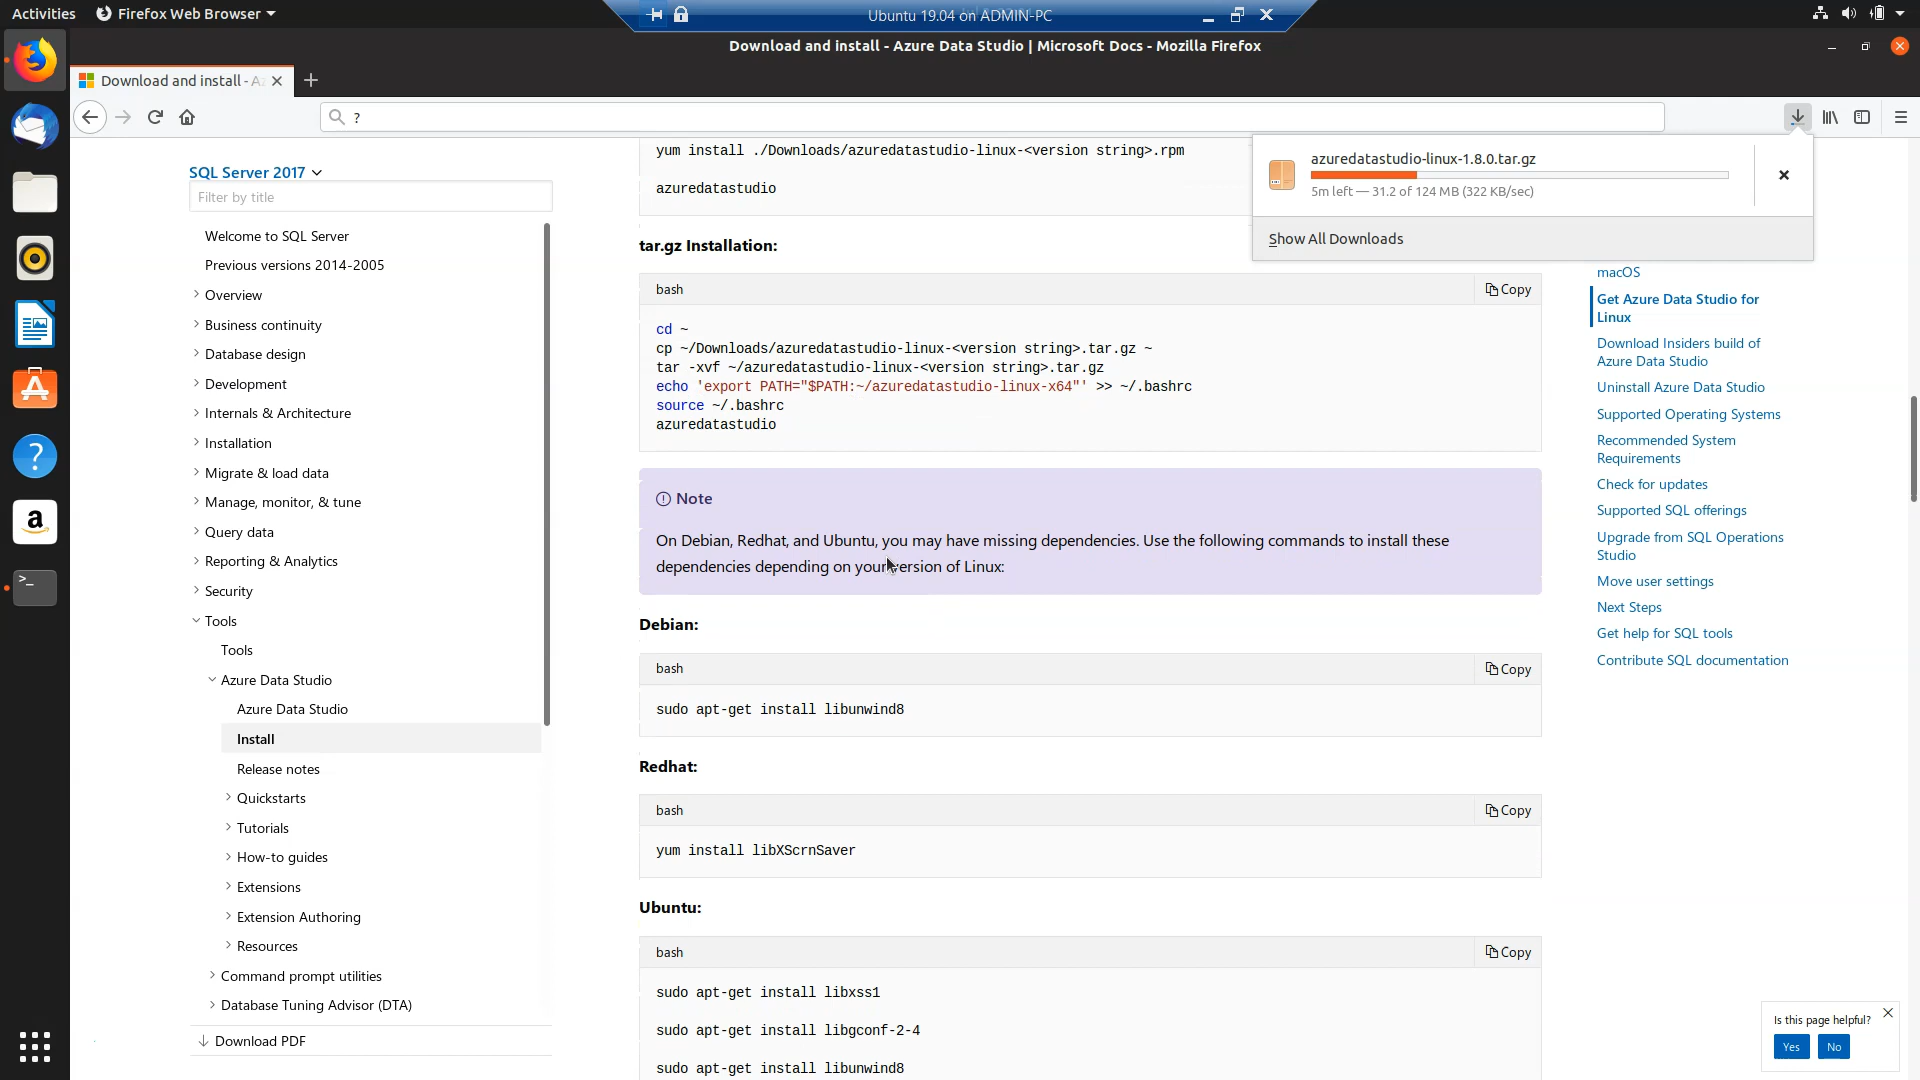 Activities
Firefox Web Browser
Ubuntu 19.04 on ADMIN-PC
Download and install - Azure Data Studio | Microsoft Docs - Mozilla Firefox
Download and install - A
?
azuredatastudio-linux-1.8.0.tar.gz
5m left — 31.2 of 124 MB (322 KB/sec)
Show All Downloads
SQL Server 2017
Filter by title
Welcome to SQL Server
Previous versions 2014-2005
Overview
Business continuity
Database design
Development
Internals & Architecture
Installation
Migrate & load data
Manage, monitor, & tune
Query data
Reporting & Analytics
Security
Tools
Tools
Azure Data Studio
Azure Data Studio
Install
Release notes
Quickstarts
Tutorials
How-to guides
Extensions
Extension Authoring
Resources
Command prompt utilities
Database Tuning Advisor (DTA)
Download PDF
yum install ./Downloads/azuredatastudio-linux-<version string>.rpm
azuredatastudio
tar.gz Installation:
bash
Copy
cd ~
cp ~/Downloads/azuredatastudio-linux-<version string>.tar.gz ~
tar -xvf ~/azuredatastudio-linux-<version string>.tar.gz
echo 'export PATH="$PATH:~/azuredatastudio-linux-x64"' >> ~/.bashrc
source ~/.bashrc
azuredatastudio
Note
On Debian, Redhat, and Ubuntu, you may have missing dependencies. Use the following commands to install these
dependencies depending on your version of Linux:
Debian:
bash
Copy
sudo apt-get install libunwind8
Redhat:
bash
Copy
yum install libXScrnSaver
Ubuntu:
bash
Copy
sudo apt-get install libxss1
sudo apt-get install libgconf-2-4
sudo apt-get install libunwind8
macOS
Get Azure Data Studio for
Linux
Download Insiders build of
Azure Data Studio
Uninstall Azure Data Studio
Supported Operating Systems
Recommended System
Requirements
Check for updates
Supported SQL offerings
Upgrade from SQL Operations
Studio
Move user settings
Next Steps
Get help for SQL tools
Contribute SQL documentation
Is this page helpful?
Yes
No